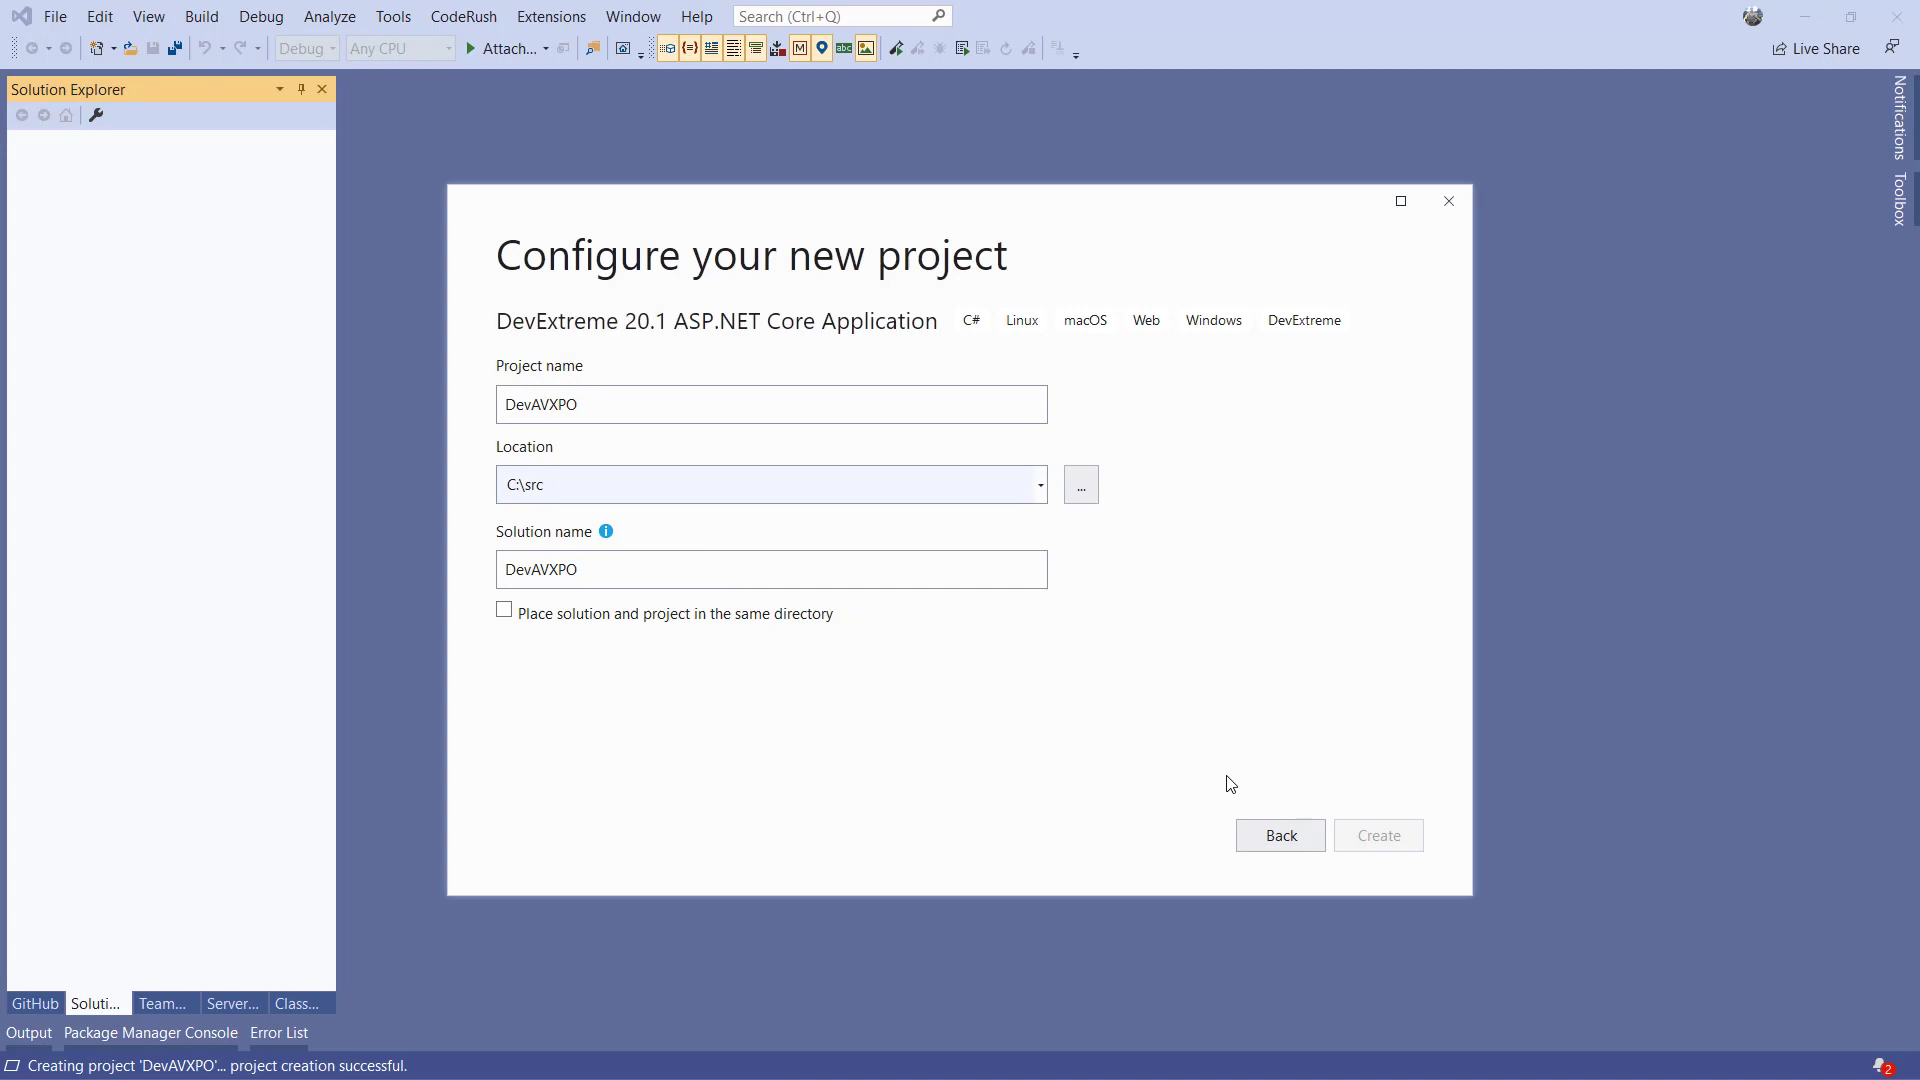 File Edit View Build Debug Analyze Tools CodeRush Extensions Window Help Search (Ctrl+Q)
Debug Any CPU Attach... Live Share
Solution Explorer
Notifications
Toolbox
Configure your new project
DevExtreme 20.1 ASP.NET Core Application C# Linux macOS Web Windows DevExtreme
Project name
DevAVXPO
Location
C:\src
...
Solution name
DevAVXPO
Place solution and project in the same directory
Back Create
GitHub Soluti... Team... Server... Class...
Output Package Manager Console Error List
Creating project 'DevAVXPO'... project creation successful.
2